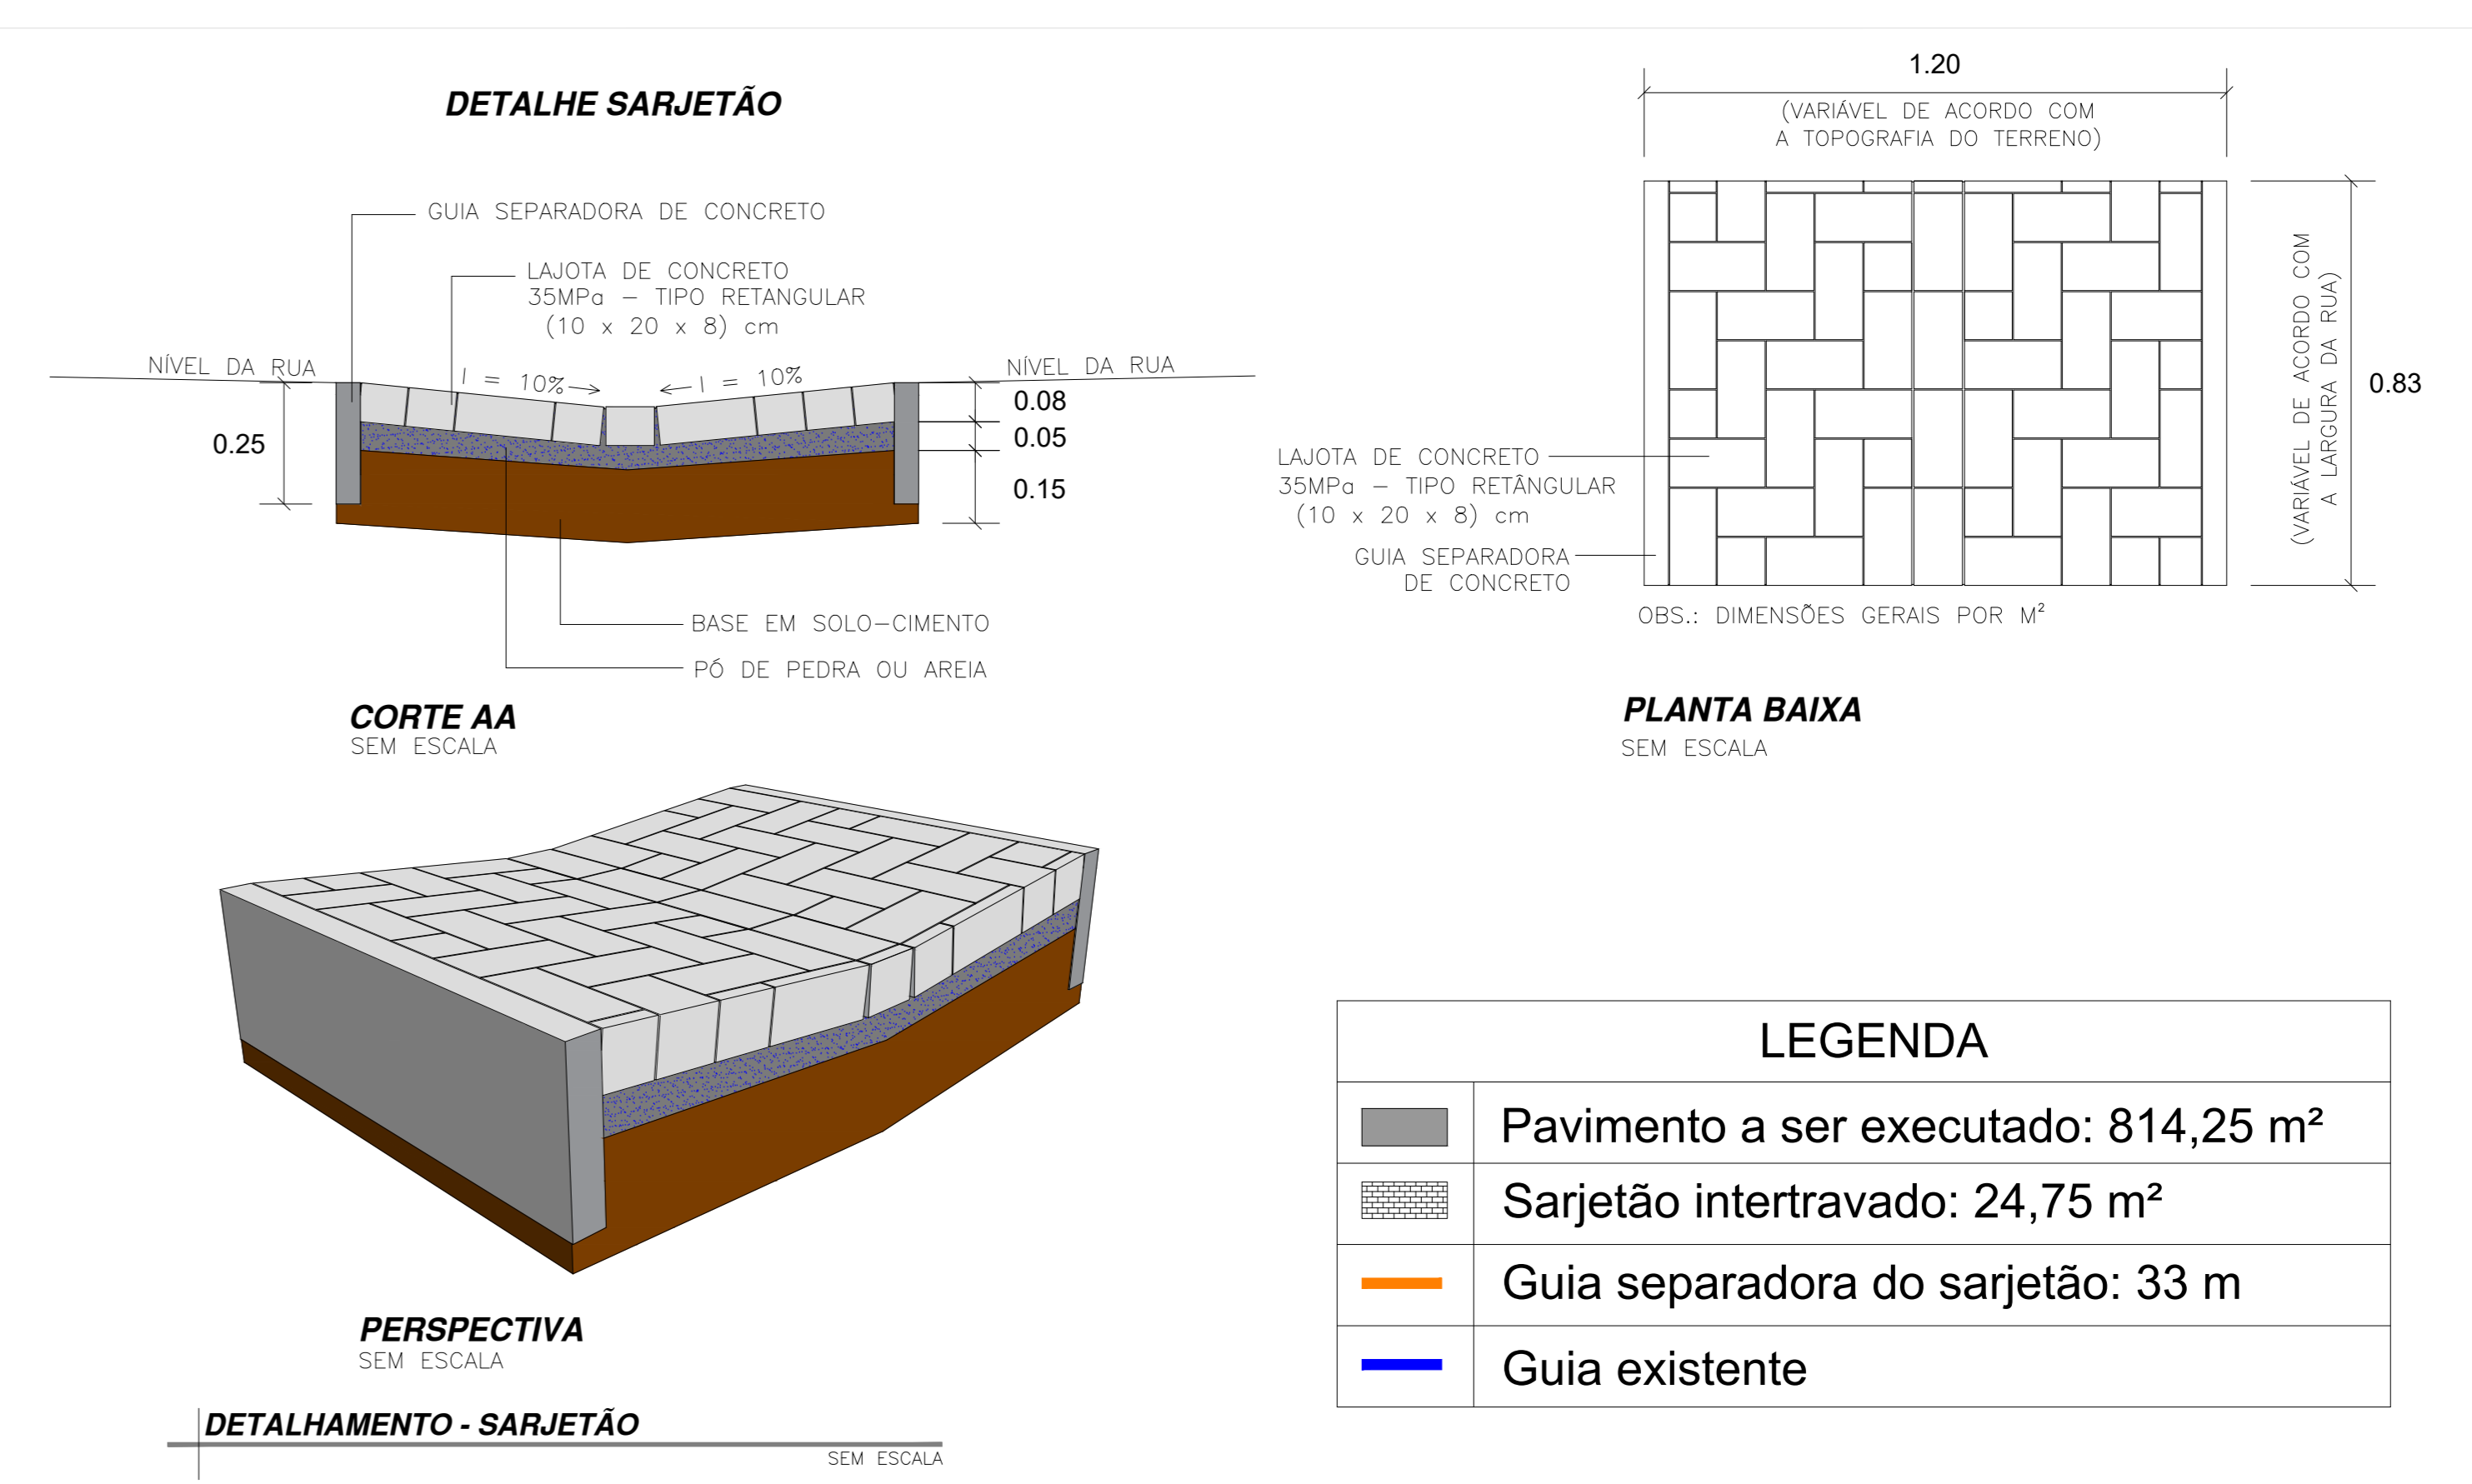 DETALHE SARJETÃO
GUIA SEPARADORA DE CONCRETO
LAJOTA DE CONCRETO
35MPa – TIPO RETANGULAR
(10 x 20 x 8) cm
NÍVEL DA RUA
I = 10%
I = 10%
NÍVEL DA RUA
0.25
0.08
0.05
0.15
BASE EM SOLO–CIMENTO
PÓ DE PEDRA OU AREIA
CORTE AA
SEM ESCALA
1.20
(VARIÁVEL DE ACORDO COM
A TOPOGRAFIA DO TERRENO)
(VARIÁVEL DE ACORDO COM
A LARGURA DA RUA)
0.83
LAJOTA DE CONCRETO
35MPa – TIPO RETÂNGULAR
(10 x 20 x 8) cm
GUIA SEPARADORA
DE CONCRETO
OBS.: DIMENSÕES GERAIS POR M²
PLANTA BAIXA
SEM ESCALA
PERSPECTIVA
SEM ESCALA
DETALHAMENTO - SARJETÃO
SEM ESCALA
LEGENDA
Pavimento a ser executado: 814,25 m²
Sarjetão intertravado: 24,75 m²
Guia separadora do sarjetão: 33 m
Guia existente